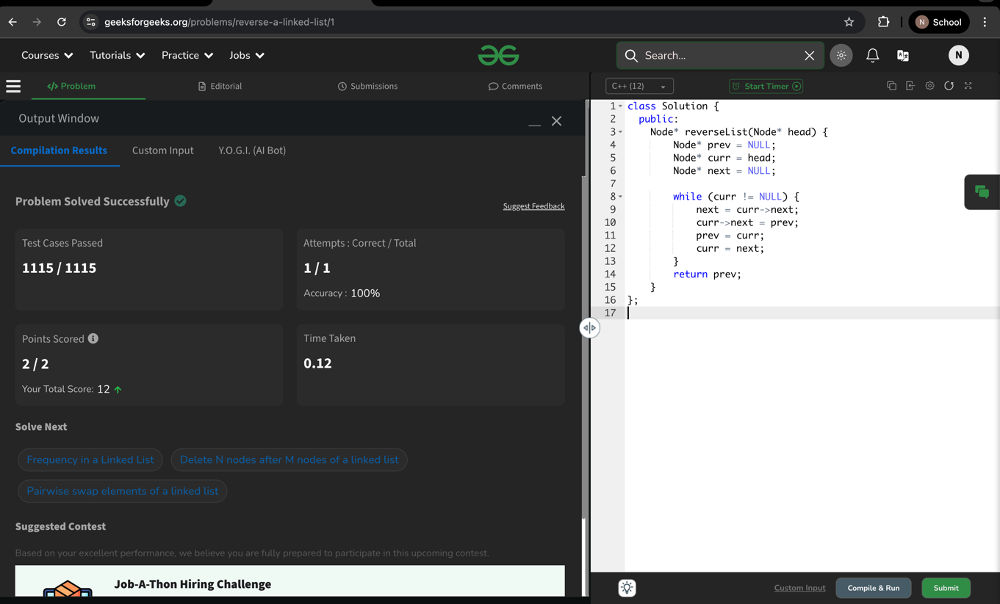 geeksforgeeks.org/problems/reverse-a-linked-list/1
N School
Courses Tutorials Practice Jobs
Search...
N
Problem Editorial Submissions Comments
C++ (12) Start Timer
Output Window
Compilation Results Custom Input Y.O.G.I. (AI Bot)
Problem Solved Successfully
Suggest Feedback
Test Cases Passed
1115 / 1115
Attempts : Correct / Total
1 / 1
Accuracy : 100%
Points Scored
2 / 2
Your Total Score: 12
Time Taken
0.12
Solve Next
Frequency in a Linked List
Delete N nodes after M nodes of a linked list
Pairwise swap elements of a linked list
Suggested Contest
Based on your excellent performance, we believe you are fully prepared to participate in this upcoming contest.
Job-A-Thon Hiring Challenge
1 class Solution {
2   public:
3     Node* reverseList(Node* head) {
4         Node* prev = NULL;
5         Node* curr = head;
6         Node* next = NULL;
7
8         while (curr != NULL) {
9             next = curr->next;
10             curr->next = prev;
11             prev = curr;
12             curr = next;
13         }
14         return prev;
15     }
16 };
17
Custom Input Compile & Run Submit